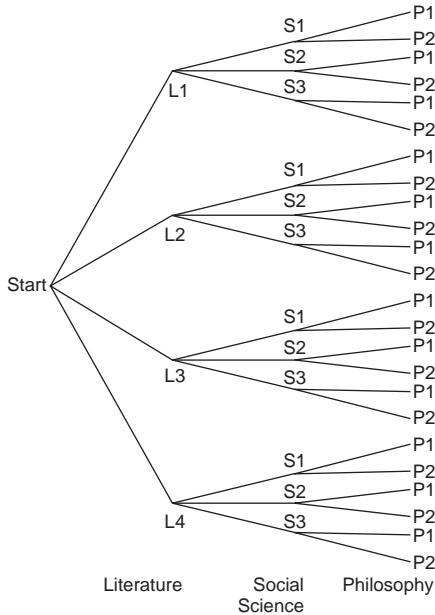 P1
S1
P2
S2
P1
P2
S3
P1
L1
P2
P1
S1
P2
S2
P1
P2
L2
S3
P1
P2
Start
P1
S1
P2
S2
P1
P2
L3
S3
P1
P2
P1
S1
P2
S2
P1
P2
L4
S3
P1
P2
Literature Social Philosophy
Science